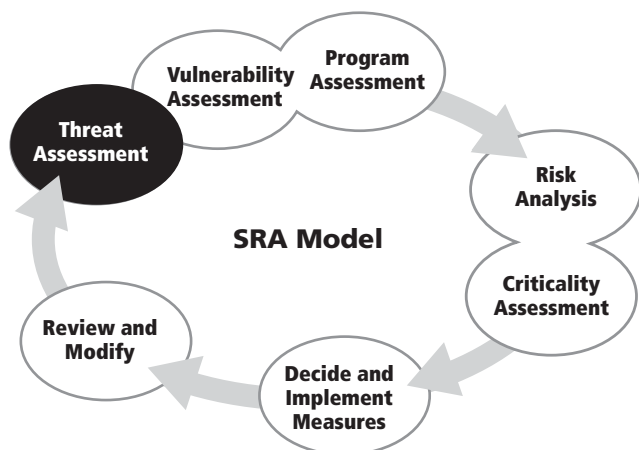 Program
Assessment
Vulnerability
Assessment
Threat
Assessment
Risk
Analysis
SRA Model
Criticality
Assessment
Review and
Modify
Decide and
Implement
Measures